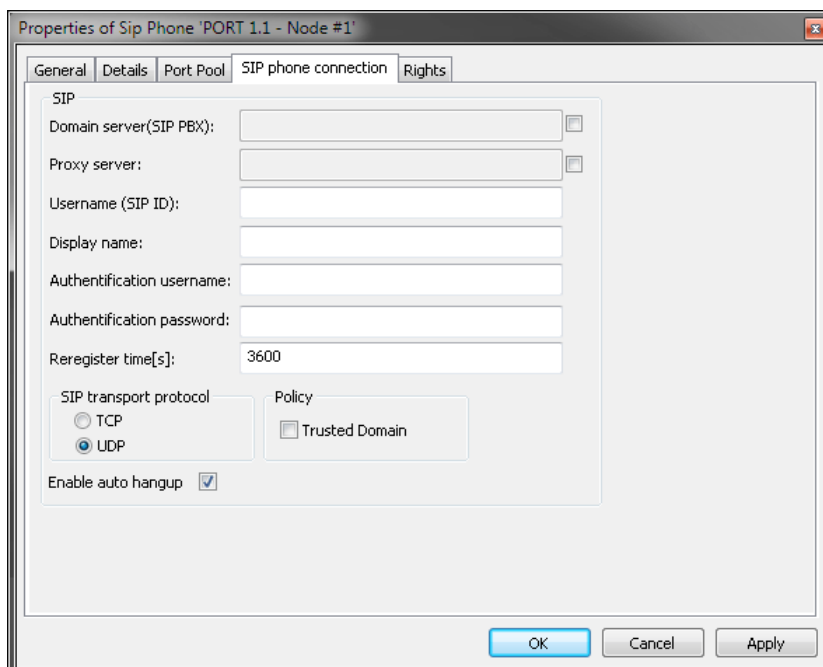 Properties of Sip Phone 'PORT 1.1 - Node #1'
General Details Port Pool SIP phone connection Rights
SIP
Domain server(SIP PBX):
Proxy server:
Username (SIP ID):
Display name:
Authentification username:
Authentification password:
Reregister time[s]: 3600
SIP transport protocol Policy
TCP
Trusted Domain
UDP
Enable auto hangup
OK Cancel Apply